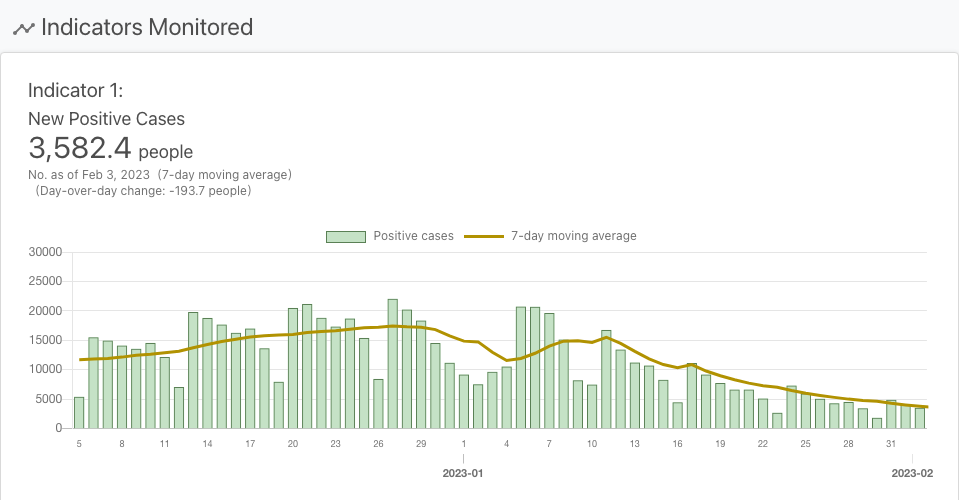 Indicators Monitored
Indicator 1:
New Positive Cases
3,582.4 people
No. as of Feb 3, 2023 (7-day moving average)
(Day-over-day change: -193.7 people)
Positive cases 7-day moving average
30000
25000
20000
15000
10000
5000
0
5 8 11 14 17 20 23 26 29 1 4 7 10 13 16 19 22 25 28 31
2023-01 2023-02